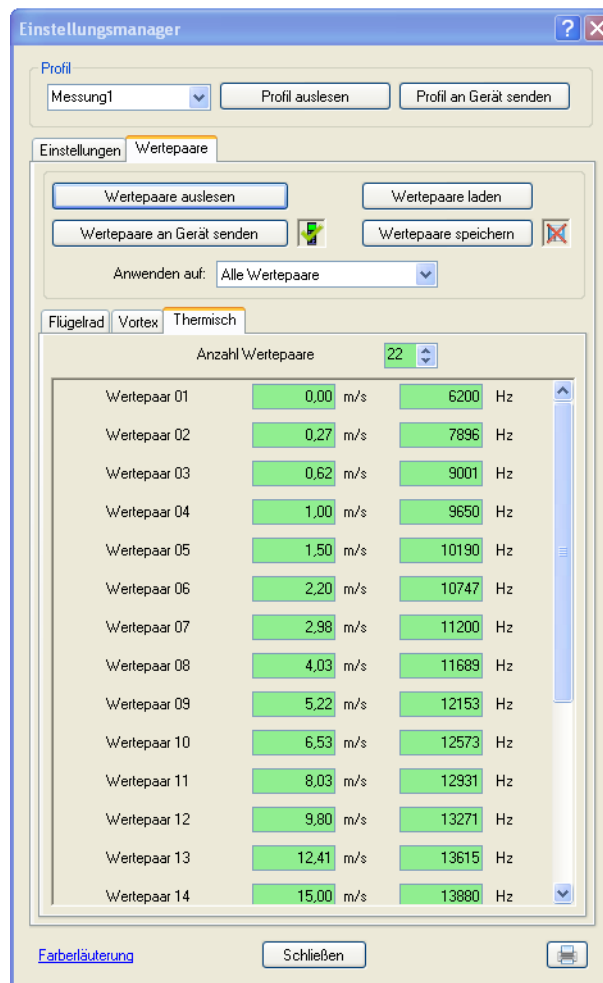 Einstellungsmanager
Profil
Messung1 Profil auslesen Profil an Gerät senden
Einstellungen Wertepaare
Wertepaare auslesen Wertepaare laden
Wertepaare an Gerät senden Wertepaare speichern
Anwenden auf: Alle Wertepaare
Flügelrad Vortex Thermisch
Anzahl Wertepaare 22
Wertepaar 01 0,00 m/s 6200 Hz
Wertepaar 02 0,27 m/s 7896 Hz
Wertepaar 03 0,62 m/s 9001 Hz
Wertepaar 04 1,00 m/s 9650 Hz
Wertepaar 05 1,50 m/s 10190 Hz
Wertepaar 06 2,20 m/s 10747 Hz
Wertepaar 07 2,98 m/s 11200 Hz
Wertepaar 08 4,03 m/s 11689 Hz
Wertepaar 09 5,22 m/s 12153 Hz
Wertepaar 10 6,53 m/s 12573 Hz
Wertepaar 11 8,03 m/s 12931 Hz
Wertepaar 12 9,80 m/s 13271 Hz
Wertepaar 13 12,41 m/s 13615 Hz
Wertepaar 14 15,00 m/s 13880 Hz
Farberläuterung Schließen